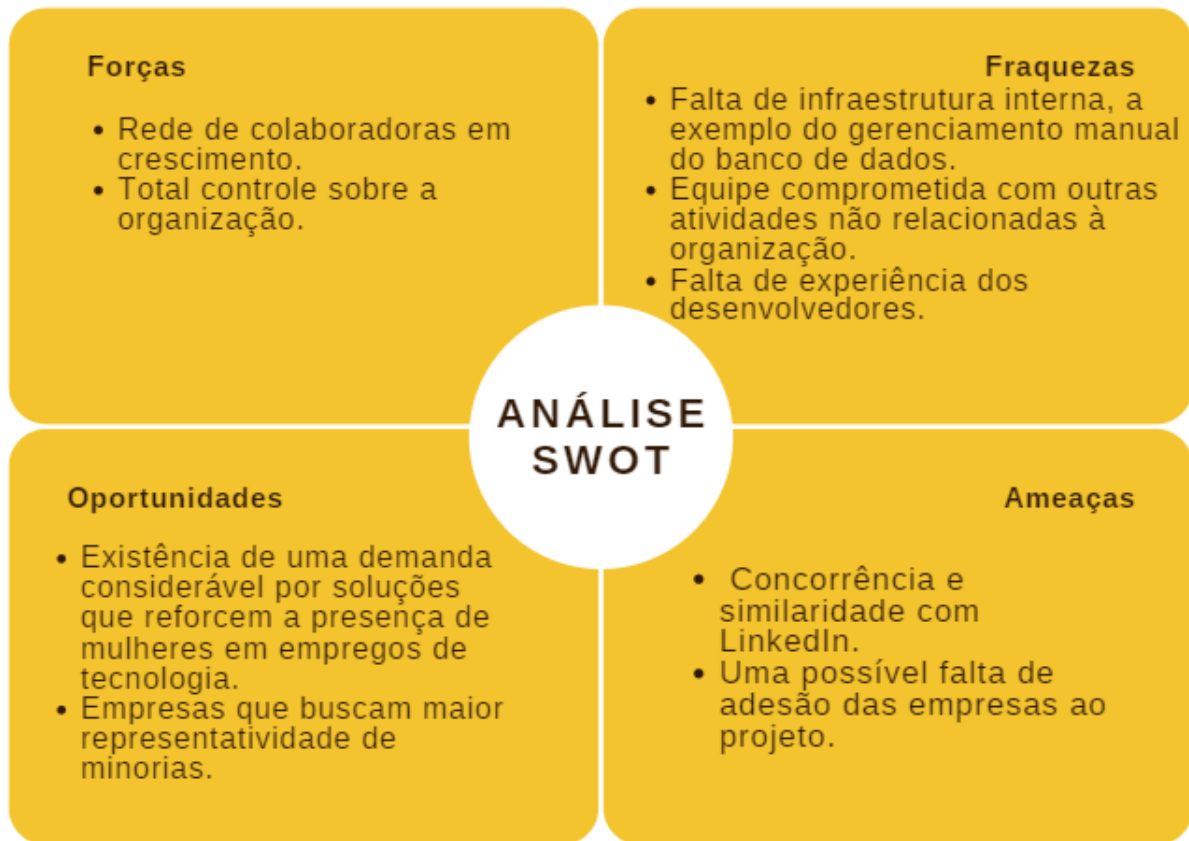 Forças
• Rede de colaboradoras em
crescimento.
• Total controle sobre a
organização.
Fraquezas
• Falta de infraestrutura interna, a
exemplo do gerenciamento manual
do banco de dados.
• Equipe comprometida com outras
atividades não relacionadas à
organização.
• Falta de experiência dos
desenvolvedores.
ANÁLISE
SWOT
Oportunidades
• Existência de uma demanda
considerável por soluções
que reforcem a presença de
mulheres em empregos de
tecnologia.
• Empresas que buscam maior
representatividade de
minorias.
Ameaças
• Concorrência e
similaridade com
LinkedIn.
• Uma possível falta de
adesão das empresas ao
projeto.